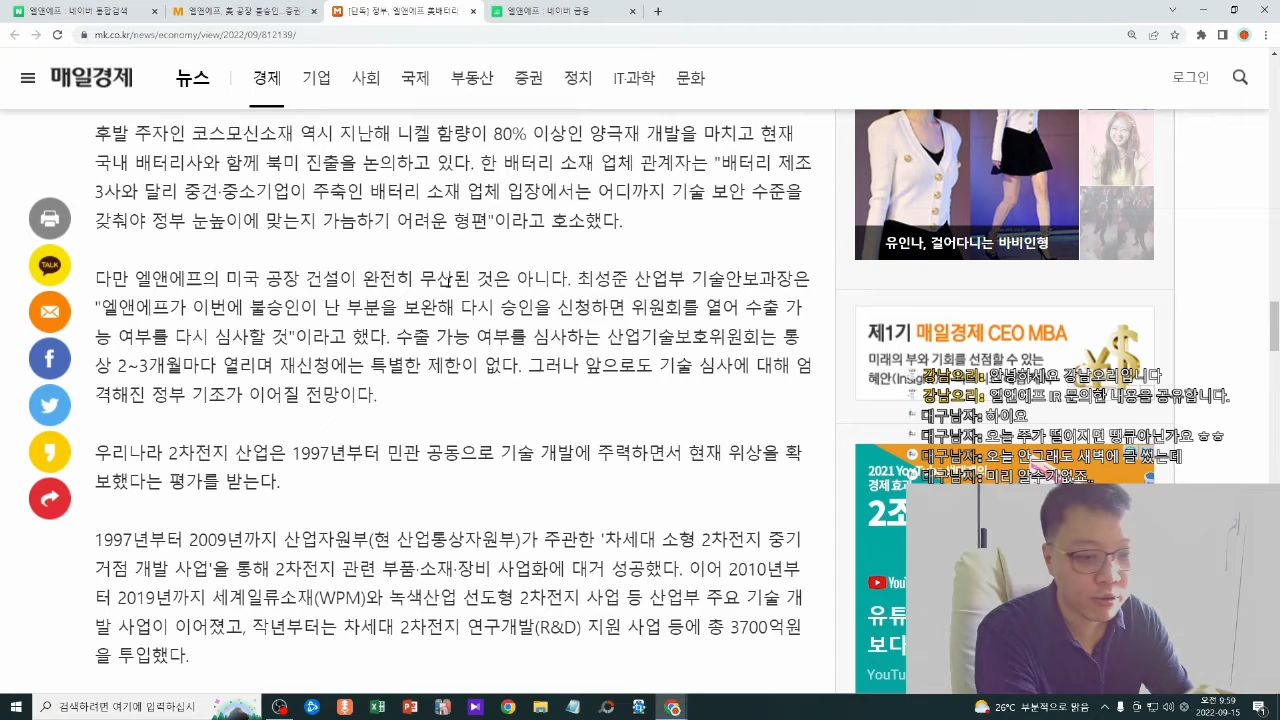 엘앤에프 : 네이버 통합검색
엘앤에프, 美 공장 불승인..증권
[단독] 정부, 엘앤에프 美배터리
엘앤에프 : 네이버 금융
mk.co.kr/news/economy/view/2022/09/812139/
매일경제 뉴스 경제 기업 사회 국제 부동산 증권 정치 IT·과학 문화 로그인
후발 주자인 코스모신소재 역시 지난해 니켈 함량이 80% 이상인 양극재 개발을 마치고 현재
국내 배터리사와 함께 북미 진출을 논의하고 있다. 한 배터리 소재 업체 관계자는 "배터리 제조
3사와 달리 중견·중소기업이 주축인 배터리 소재 업체 입장에서는 어디까지 기술 보안 수준을
갖춰야 정부 눈높이에 맞는지 가늠하기 어려운 형편"이라고 호소했다.
다만 엘앤에프의 미국 공장 건설이 완전히 무산된 것은 아니다. 최성준 산업부 기술안보과장은
"엘앤에프가 이번에 불승인이 난 부분을 보완해 다시 승인을 신청하면 위원회를 열어 수출 가
능 여부를 다시 심사할 것"이라고 했다. 수출 가능 여부를 심사하는 산업기술보호위원회는 통
상 2~3개월마다 열리며 재신청에는 특별한 제한이 없다. 그러나 앞으로도 기술 심사에 대해 엄
격해진 정부 기조가 이어질 전망이다.
우리나라 2차전지 산업은 1997년부터 민관 공동으로 기술 개발에 주력하면서 현재 위상을 확
보했다는 평가를 받는다.
1997년부터 2009년까지 산업자원부(현 산업통상자원부)가 주관한 '차세대 소형 2차전지 중기
거점 개발 사업'을 통해 2차전지 관련 부품·소재·장비 사업화에 대거 성공했다. 이어 2010년부
터 2019년까지 세계일류소재(WPM)와 녹색산업 선도형 2차전지 사업 등 산업부 주요 기술 개
발 사업이 이어졌고, 작년부터는 차세대 2차전지 연구개발(R&D) 지원 사업 등에 총 3700억원
을 투입했다.
TALK
유인나, 걸어다니는 바비인형
제1기 매일경제 CEO MBA
미래의 부와 기회를 선점할 수 있는
강남오리: 안녕하세요 강남오리입니다
강남오리: 엘앤에프 IR 문의한 내용을 공유합니다.
대구남자: 하이요
대구남자: 오늘 주가 떨어지면 땡큐아닌가요 ㅎㅎ
대구남자: 오늘 안그래도 새벽에 글 썼는데
대구남자: 미리 알수가없죠..
2021 YouT
경제 효과
2조
YouT
유튜
보다
YouTu
검색하려면 여기에 입력하십시
26°C 부분적으로 맑음
오전 9:59
2022-09-15